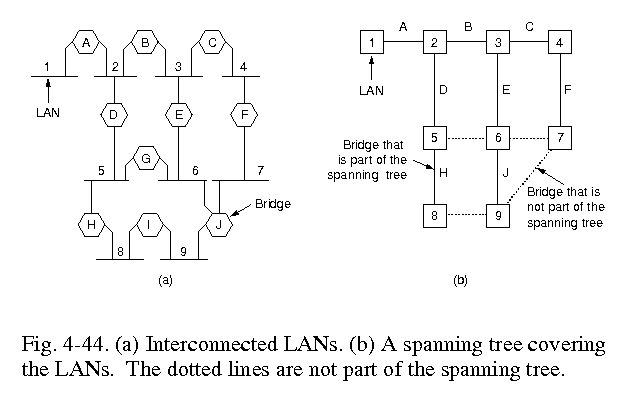 A B C
1 2 3 4
LAN
D E F
G
5 6 7
Bridge
H I J
8 9
(a)
A B C
1 2 3 4
LAN
D E F
Bridge that
is part of the
spanning tree
5 6 7
H J
Bridge that is
not part of the
spanning tree
8 9
(b)
Fig. 4-44. (a) Interconnected LANs. (b) A spanning tree covering
the LANs. The dotted lines are not part of the spanning tree.